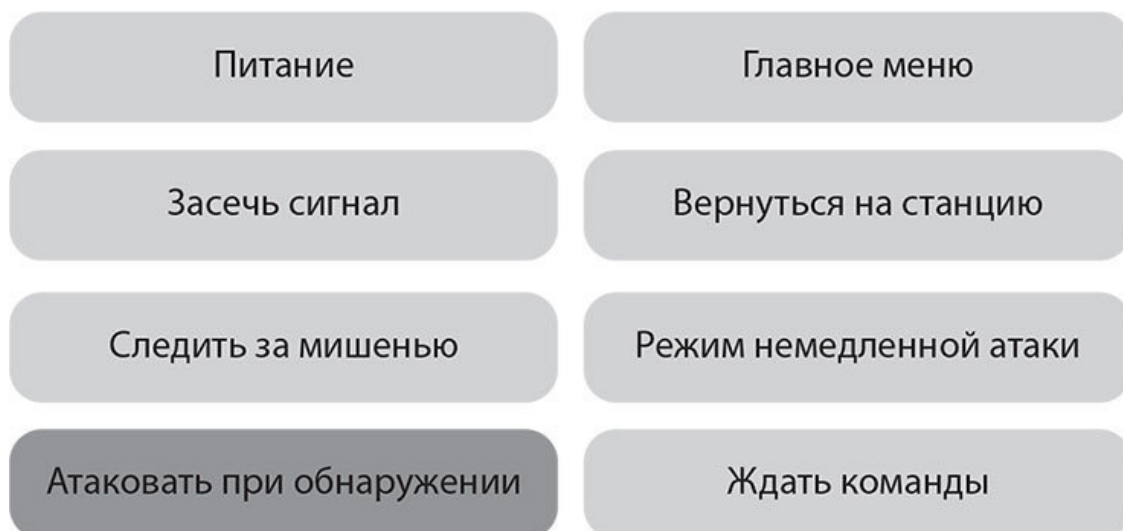 Питание
Главное меню
Засечь сигнал
Вернуться на станцию
Следить за мишенью
Режим немедленной атаки
Атаковать при обнаружении
Ждать команды